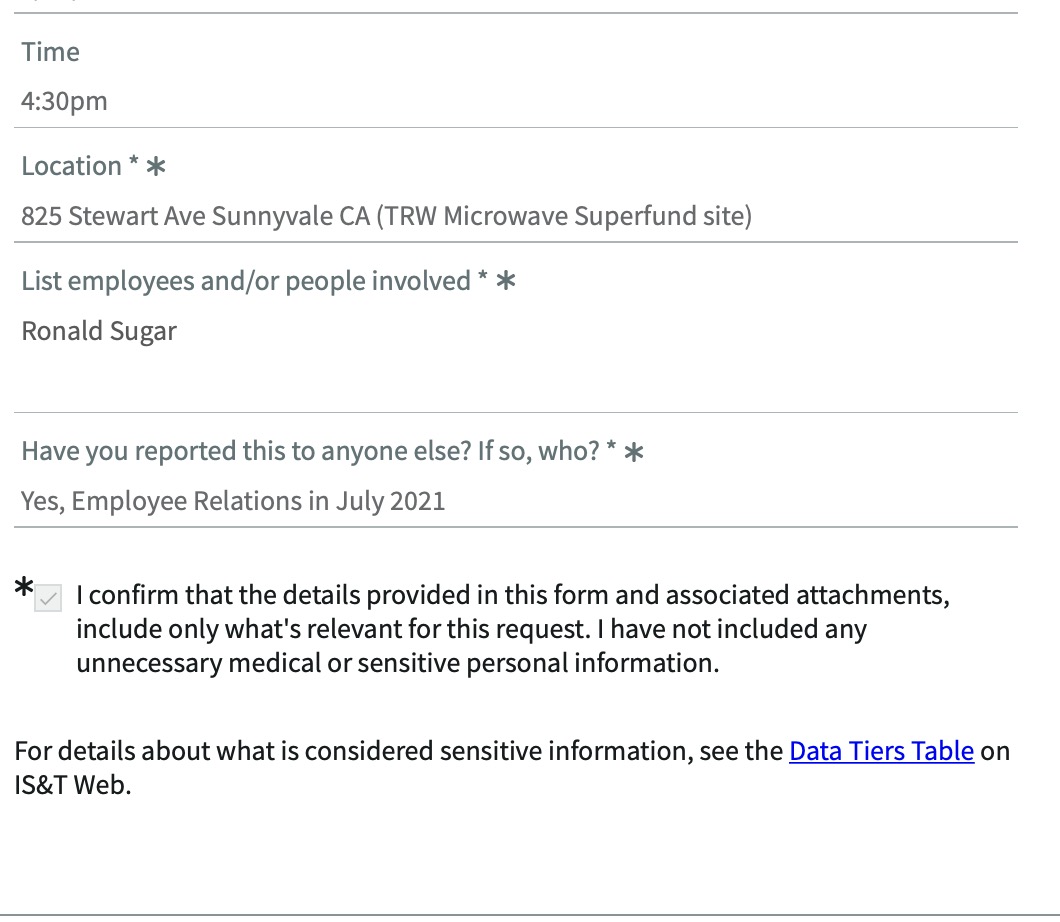 Time
4:30pm
Location * *
825 Stewart Ave Sunnyvale CA (TRW Microwave Superfund site)
List employees and/or people involved * *
Ronald Sugar
Have you reported this to anyone else? If so, who? * *
Yes, Employee Relations in July 2021
* I confirm that the details provided in this form and associated attachments,
include only what's relevant for this request. I have not included any
unnecessary medical or sensitive personal information.
For details about what is considered sensitive information, see the Data Tiers Table on
IS&T Web.